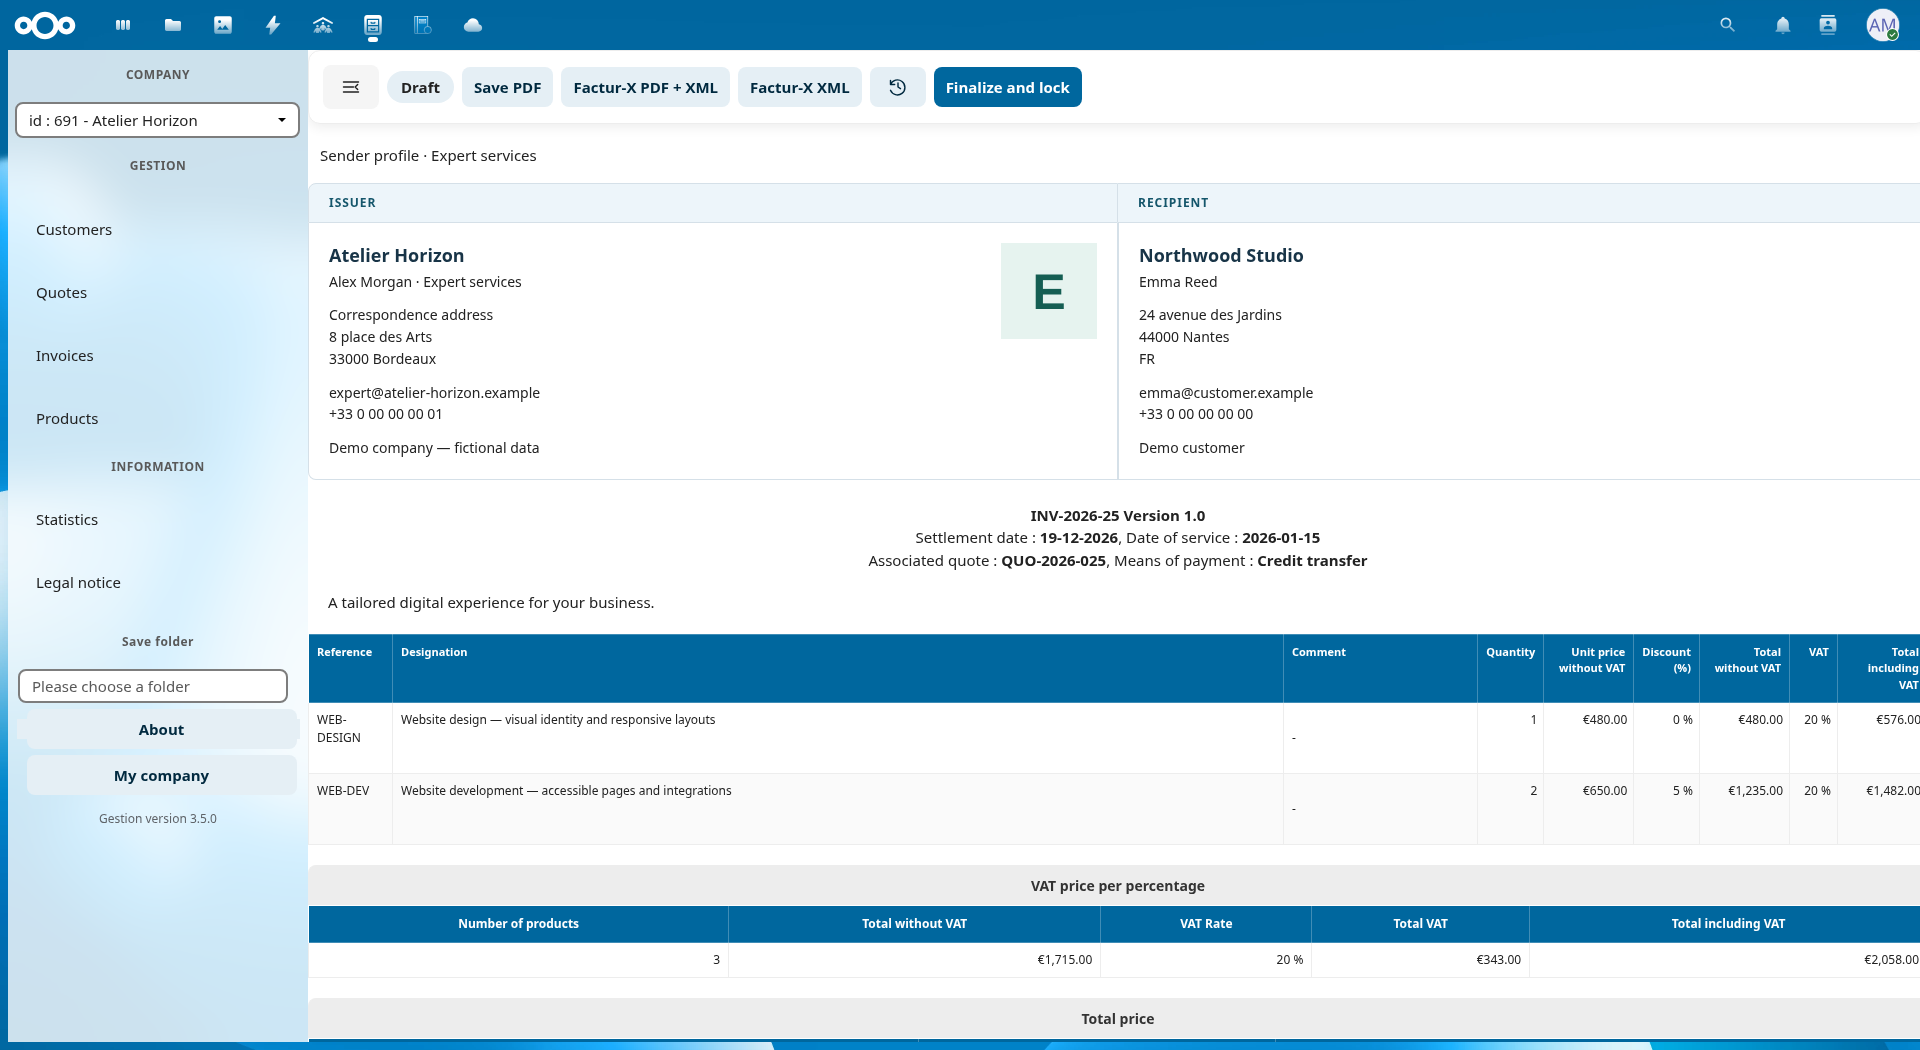 AM
COMPANY
id : 691 - Atelier Horizon
GESTION
Customers
Quotes
Invoices
Products
INFORMATION
Statistics
Legal notice
Save folder
Please choose a folder
About
My company
Gestion version 3.5.0
Draft
Save PDF
Factur-X PDF + XML
Factur-X XML
Finalize and lock
Sender profile · Expert services
ISSUER
Atelier Horizon
Alex Morgan · Expert services
Correspondence address
8 place des Arts
33000 Bordeaux
expert@atelier-horizon.example
+33 0 00 00 00 01
Demo company — fictional data
E
RECIPIENT
Northwood Studio
Emma Reed
24 avenue des Jardins
44000 Nantes
FR
emma@customer.example
+33 0 00 00 00 00
Demo customer
INV-2026-25 Version 1.0
Settlement date : 19-12-2026, Date of service : 2026-01-15
Associated quote : QUO-2026-025, Means of payment : Credit transfer
A tailored digital experience for your business.
Reference Designation Comment Quantity Unit price without VAT Discount (%) Total without VAT VAT Total including VAT
WEB-DESIGN Website design — visual identity and responsive layouts - 1 €480.00 0 % €480.00 20 % €576.00
WEB-DEV Website development — accessible pages and integrations - 2 €650.00 5 % €1,235.00 20 % €1,482.00
VAT price per percentage
Number of products Total without VAT VAT Rate Total VAT Total including VAT
3 €1,715.00 20 % €343.00 €2,058.00
Total price